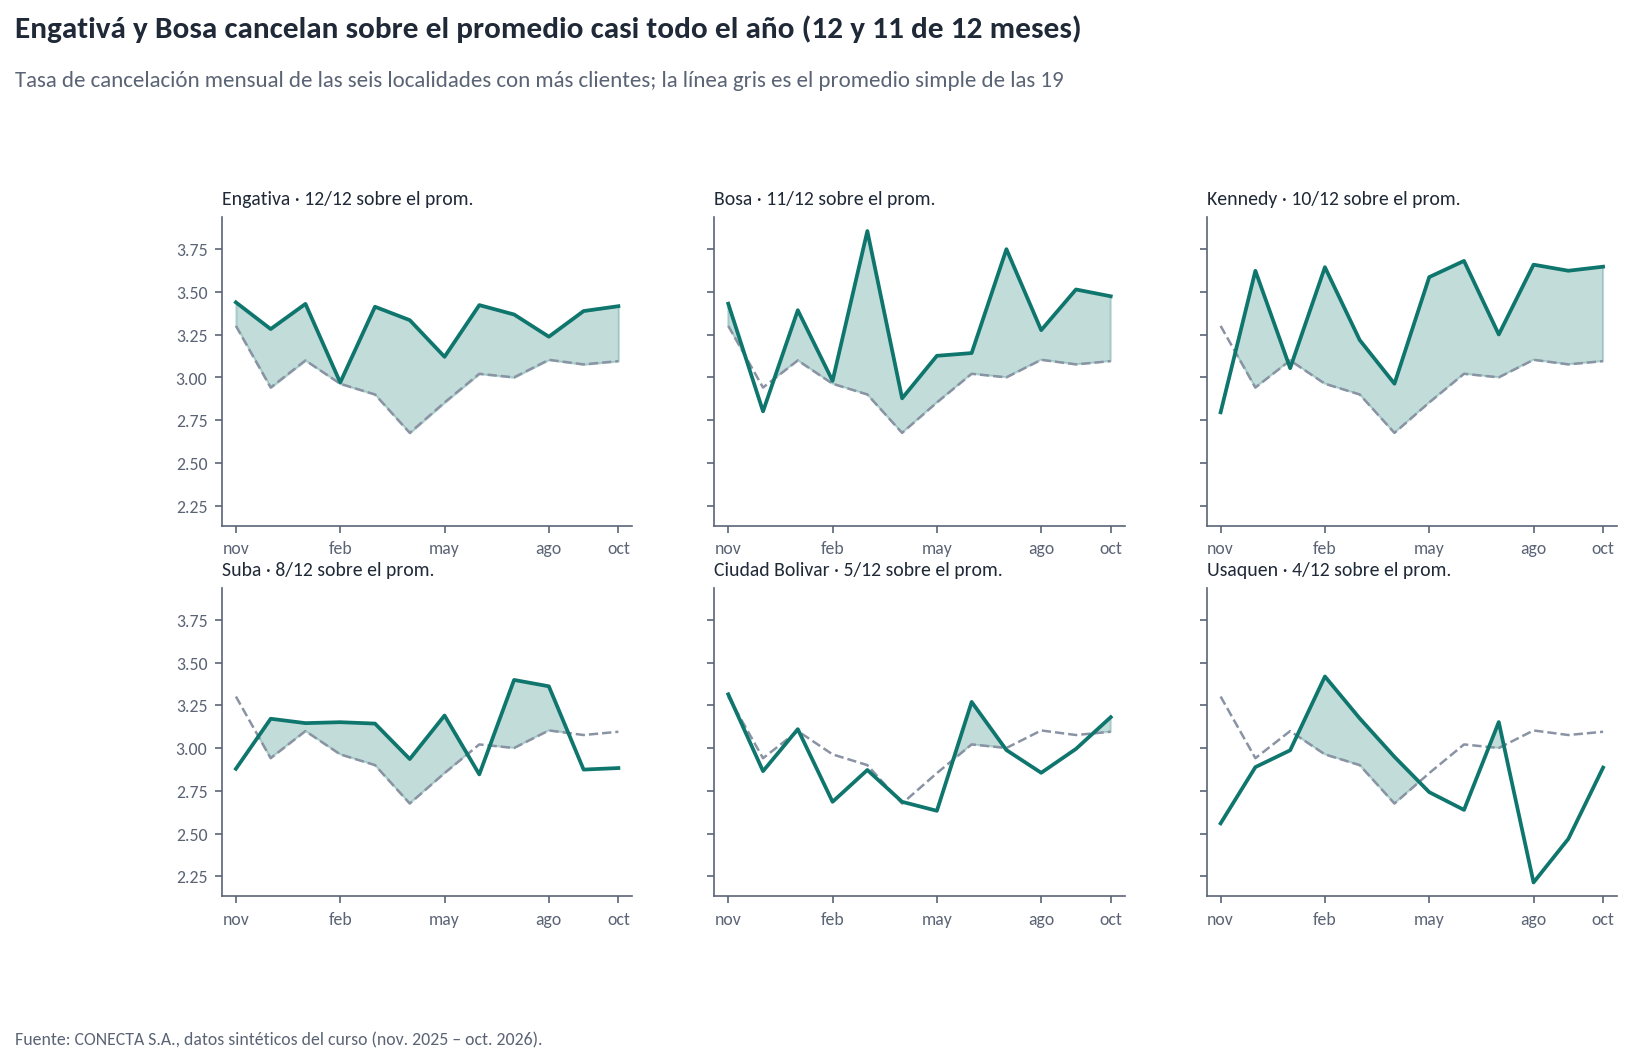 Engativá y Bosa cancelan sobre el promedio casi todo el año (12 y 11 de 12 meses)
Tasa de cancelación mensual de las seis localidades con más clientes; la línea gris es el promedio simple de las 19
Engativa · 12/12 sobre el prom.
3.75
3.50
3.25
3.00
2.75
2.50
2.25
nov feb may ago oct
Bosa · 11/12 sobre el prom.
nov feb may ago oct
Kennedy · 10/12 sobre el prom.
nov feb may ago oct
Suba · 8/12 sobre el prom.
3.75
3.50
3.25
3.00
2.75
2.50
2.25
nov feb may ago oct
Ciudad Bolivar · 5/12 sobre el prom.
nov feb may ago oct
Usaquen · 4/12 sobre el prom.
nov feb may ago oct
Fuente: CONECTA S.A., datos sintéticos del curso (nov. 2025 – oct. 2026).